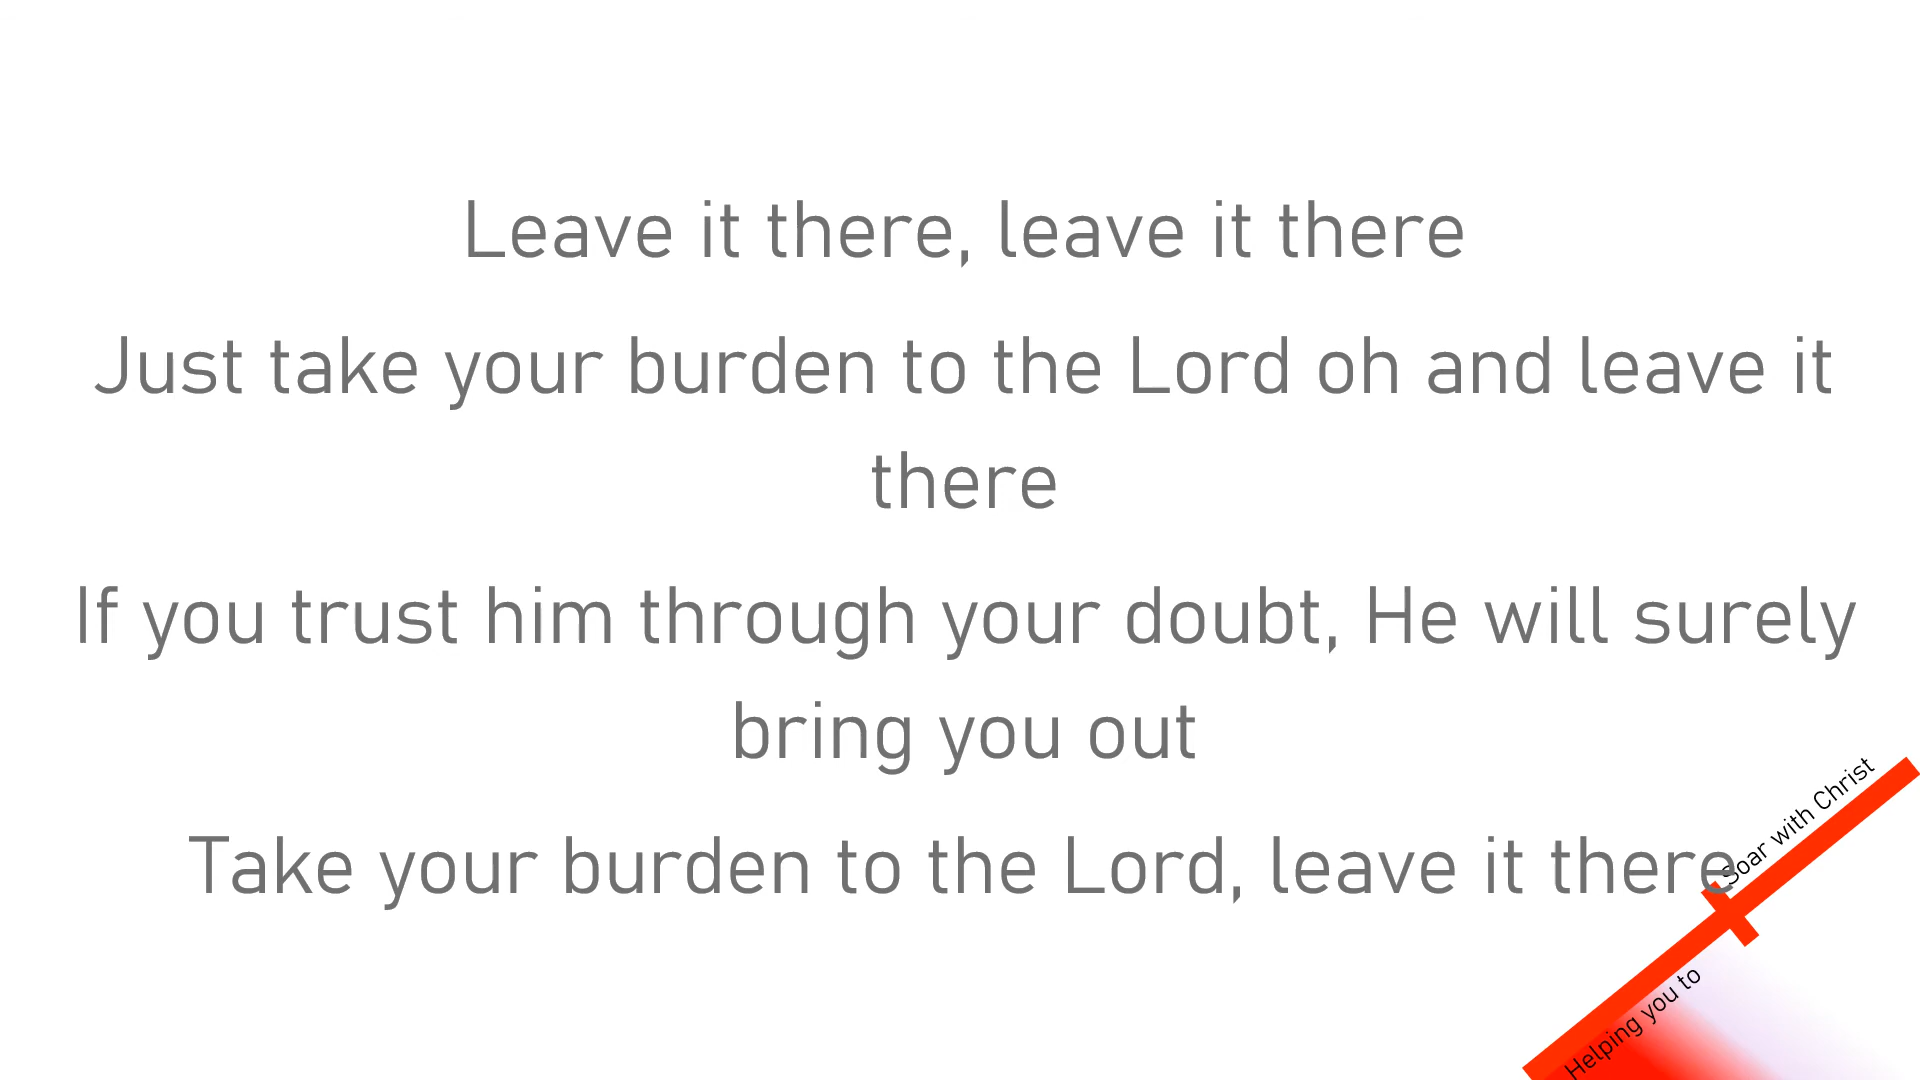 Leave it there, leave it there
Just take your burden to the Lord oh and leave it
there
If you trust him through your doubt, He will surely
bring you out
Take your burden to the Lord, leave it there
Soar with Christ
Helping you to